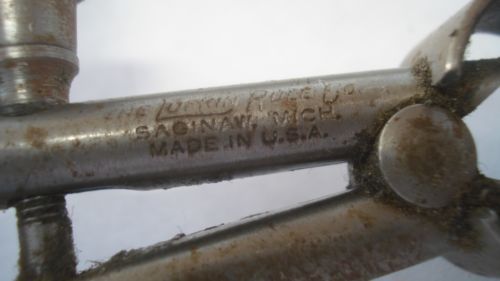 THE LUFKIN RULE CO.
SAGINAW, MICH.
MADE IN U.S.A.